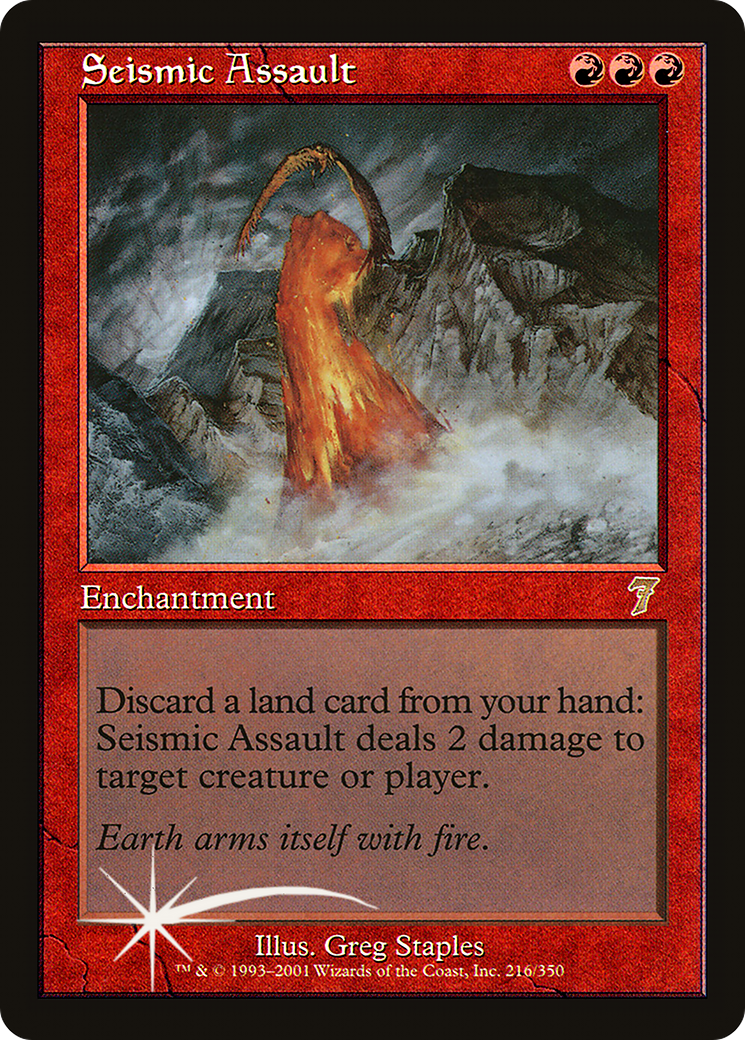 Seismic Assault
Enchantment
7
Discard a land card from your hand:
Seismic Assault deals 2 damage to
target creature or player.
Earth arms itself with fire.
Illus. Greg Staples
™ & © 1993–2001 Wizards of the Coast, Inc. 216/350